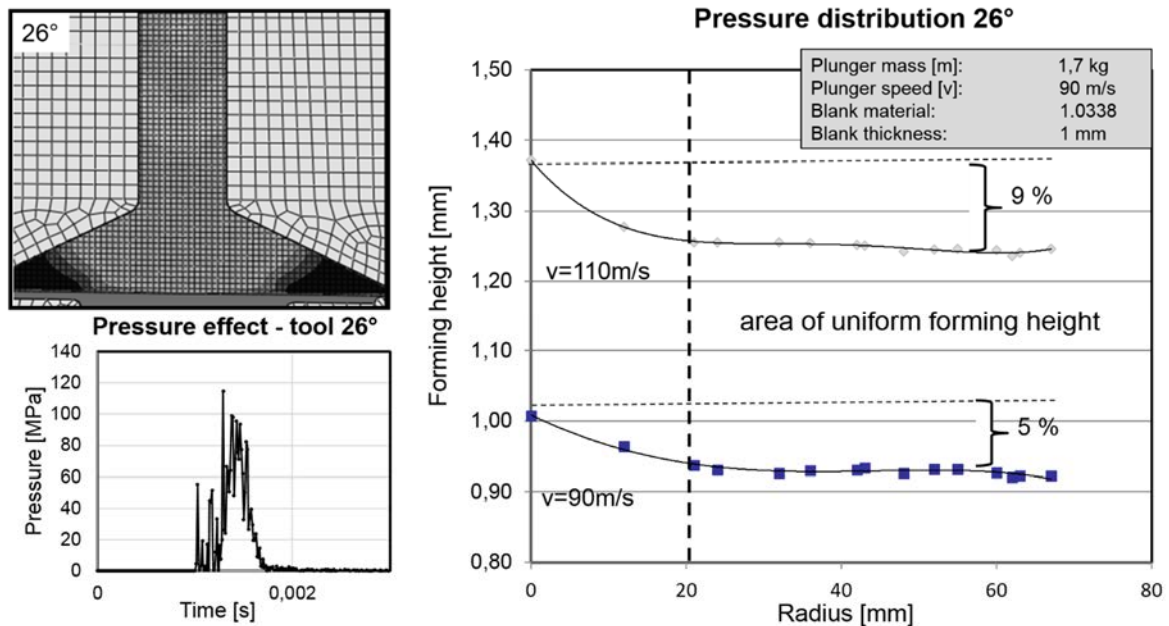 26°
Pressure effect - tool 26°
Pressure [MPa]
140
120
100
80
60
40
20
0
0
0,002
Time [s]
Pressure distribution 26°
Plunger mass [m]: 1,7 kg
Plunger speed [v]: 90 m/s
Blank material: 1.0338
Blank thickness: 1 mm
Forming height [mm]
1,50
1,40
1,30
1,20
1,10
1,00
0,90
0,80
9 %
v=110m/s
area of uniform forming height
5 %
v=90m/s
0
20
40
60
80
Radius [mm]